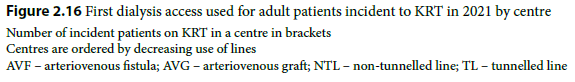 Figure 2.16 First dialysis access used for adult patients incident to KRT in 2021 by centre
Number of incident patients on KRT in a centre in brackets
Centres are ordered by decreasing use of lines
AVF – arteriovenous fistula; AVG – arteriovenous graft; NTL – non-tunnelled line; TL – tunnelled line